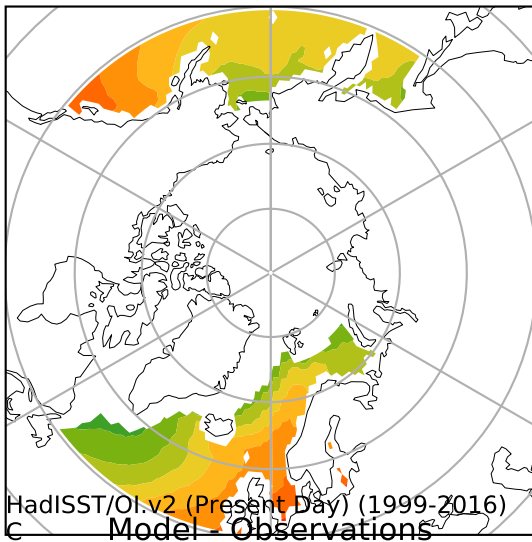 HadISST/OI.v2 (Present Day) (1999-2016)
C Model - Observations